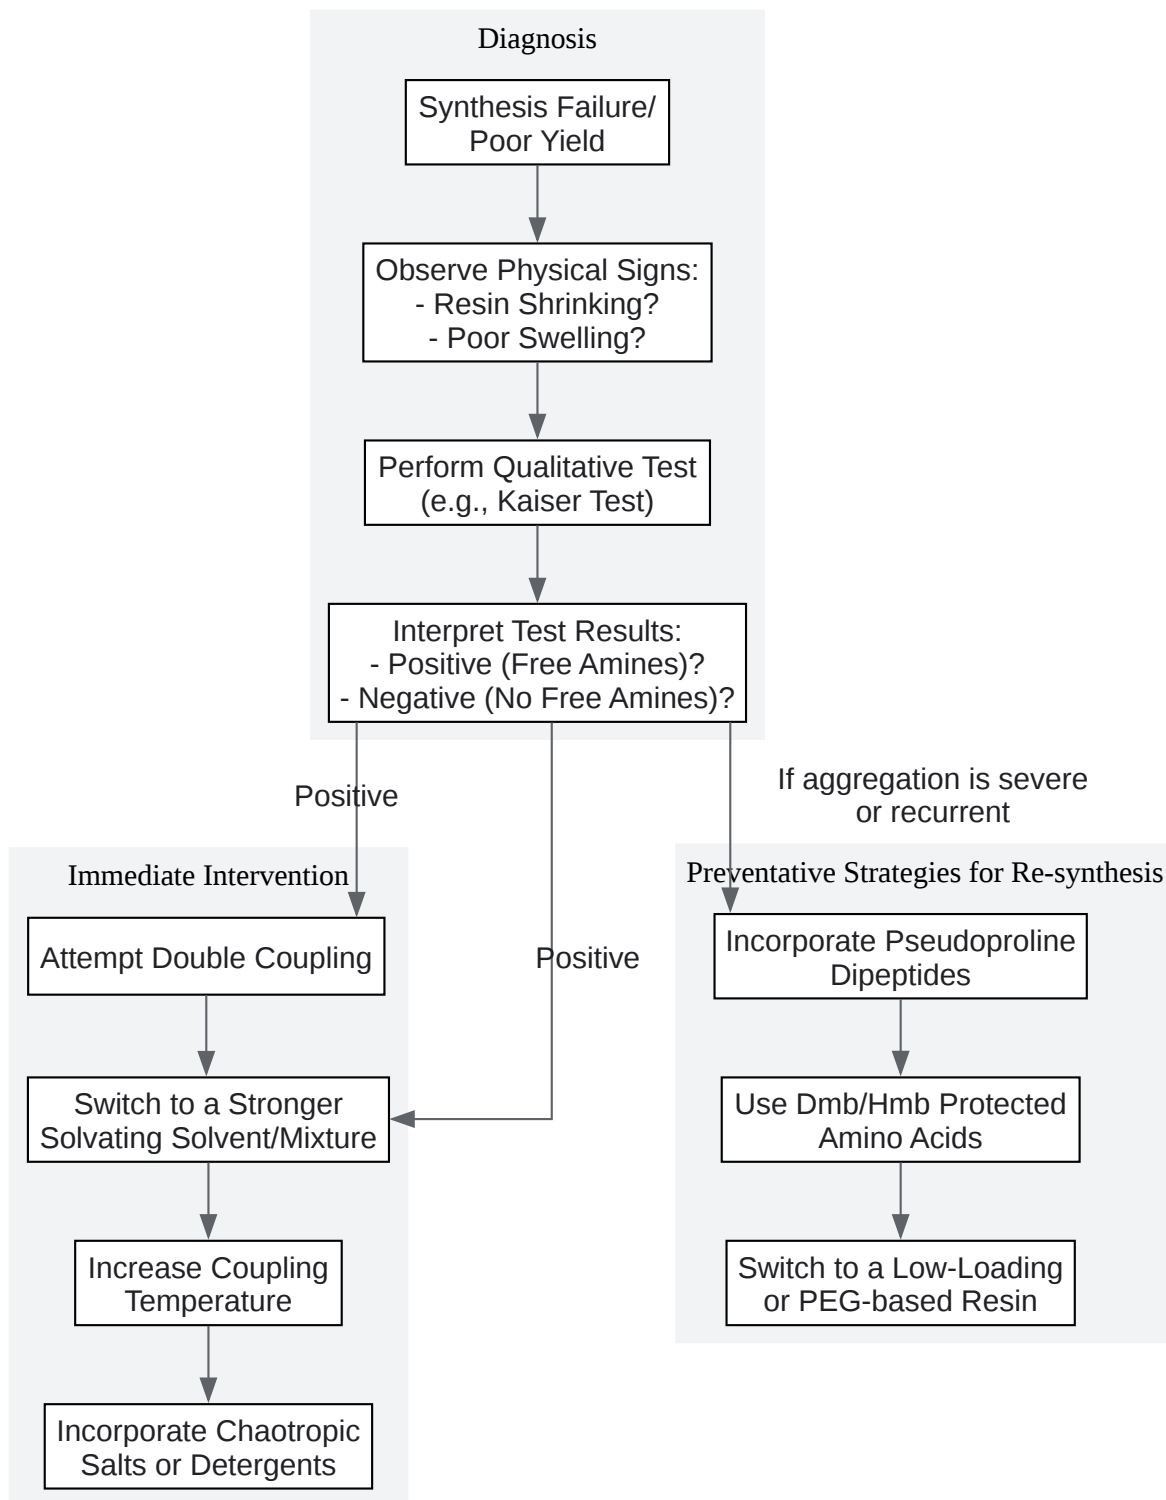 Diagnosis
Synthesis Failure/
Poor Yield
Observe Physical Signs:
- Resin Shrinking?
- Poor Swelling?
Perform Qualitative Test
(e.g., Kaiser Test)
Interpret Test Results:
- Positive (Free Amines)?
- Negative (No Free Amines)?
Positive
If aggregation is severe
or recurrent
Immediate Intervention
Attempt Double Coupling
Positive
Switch to a Stronger
Solvating Solvent/Mixture
Increase Coupling
Temperature
Incorporate Chaotropic
Salts or Detergents
Preventative Strategies for Re-synthesis
Incorporate Pseudoproline
Dipeptides
Use Dmb/Hmb Protected
Amino Acids
Switch to a Low-Loading
or PEG-based Resin